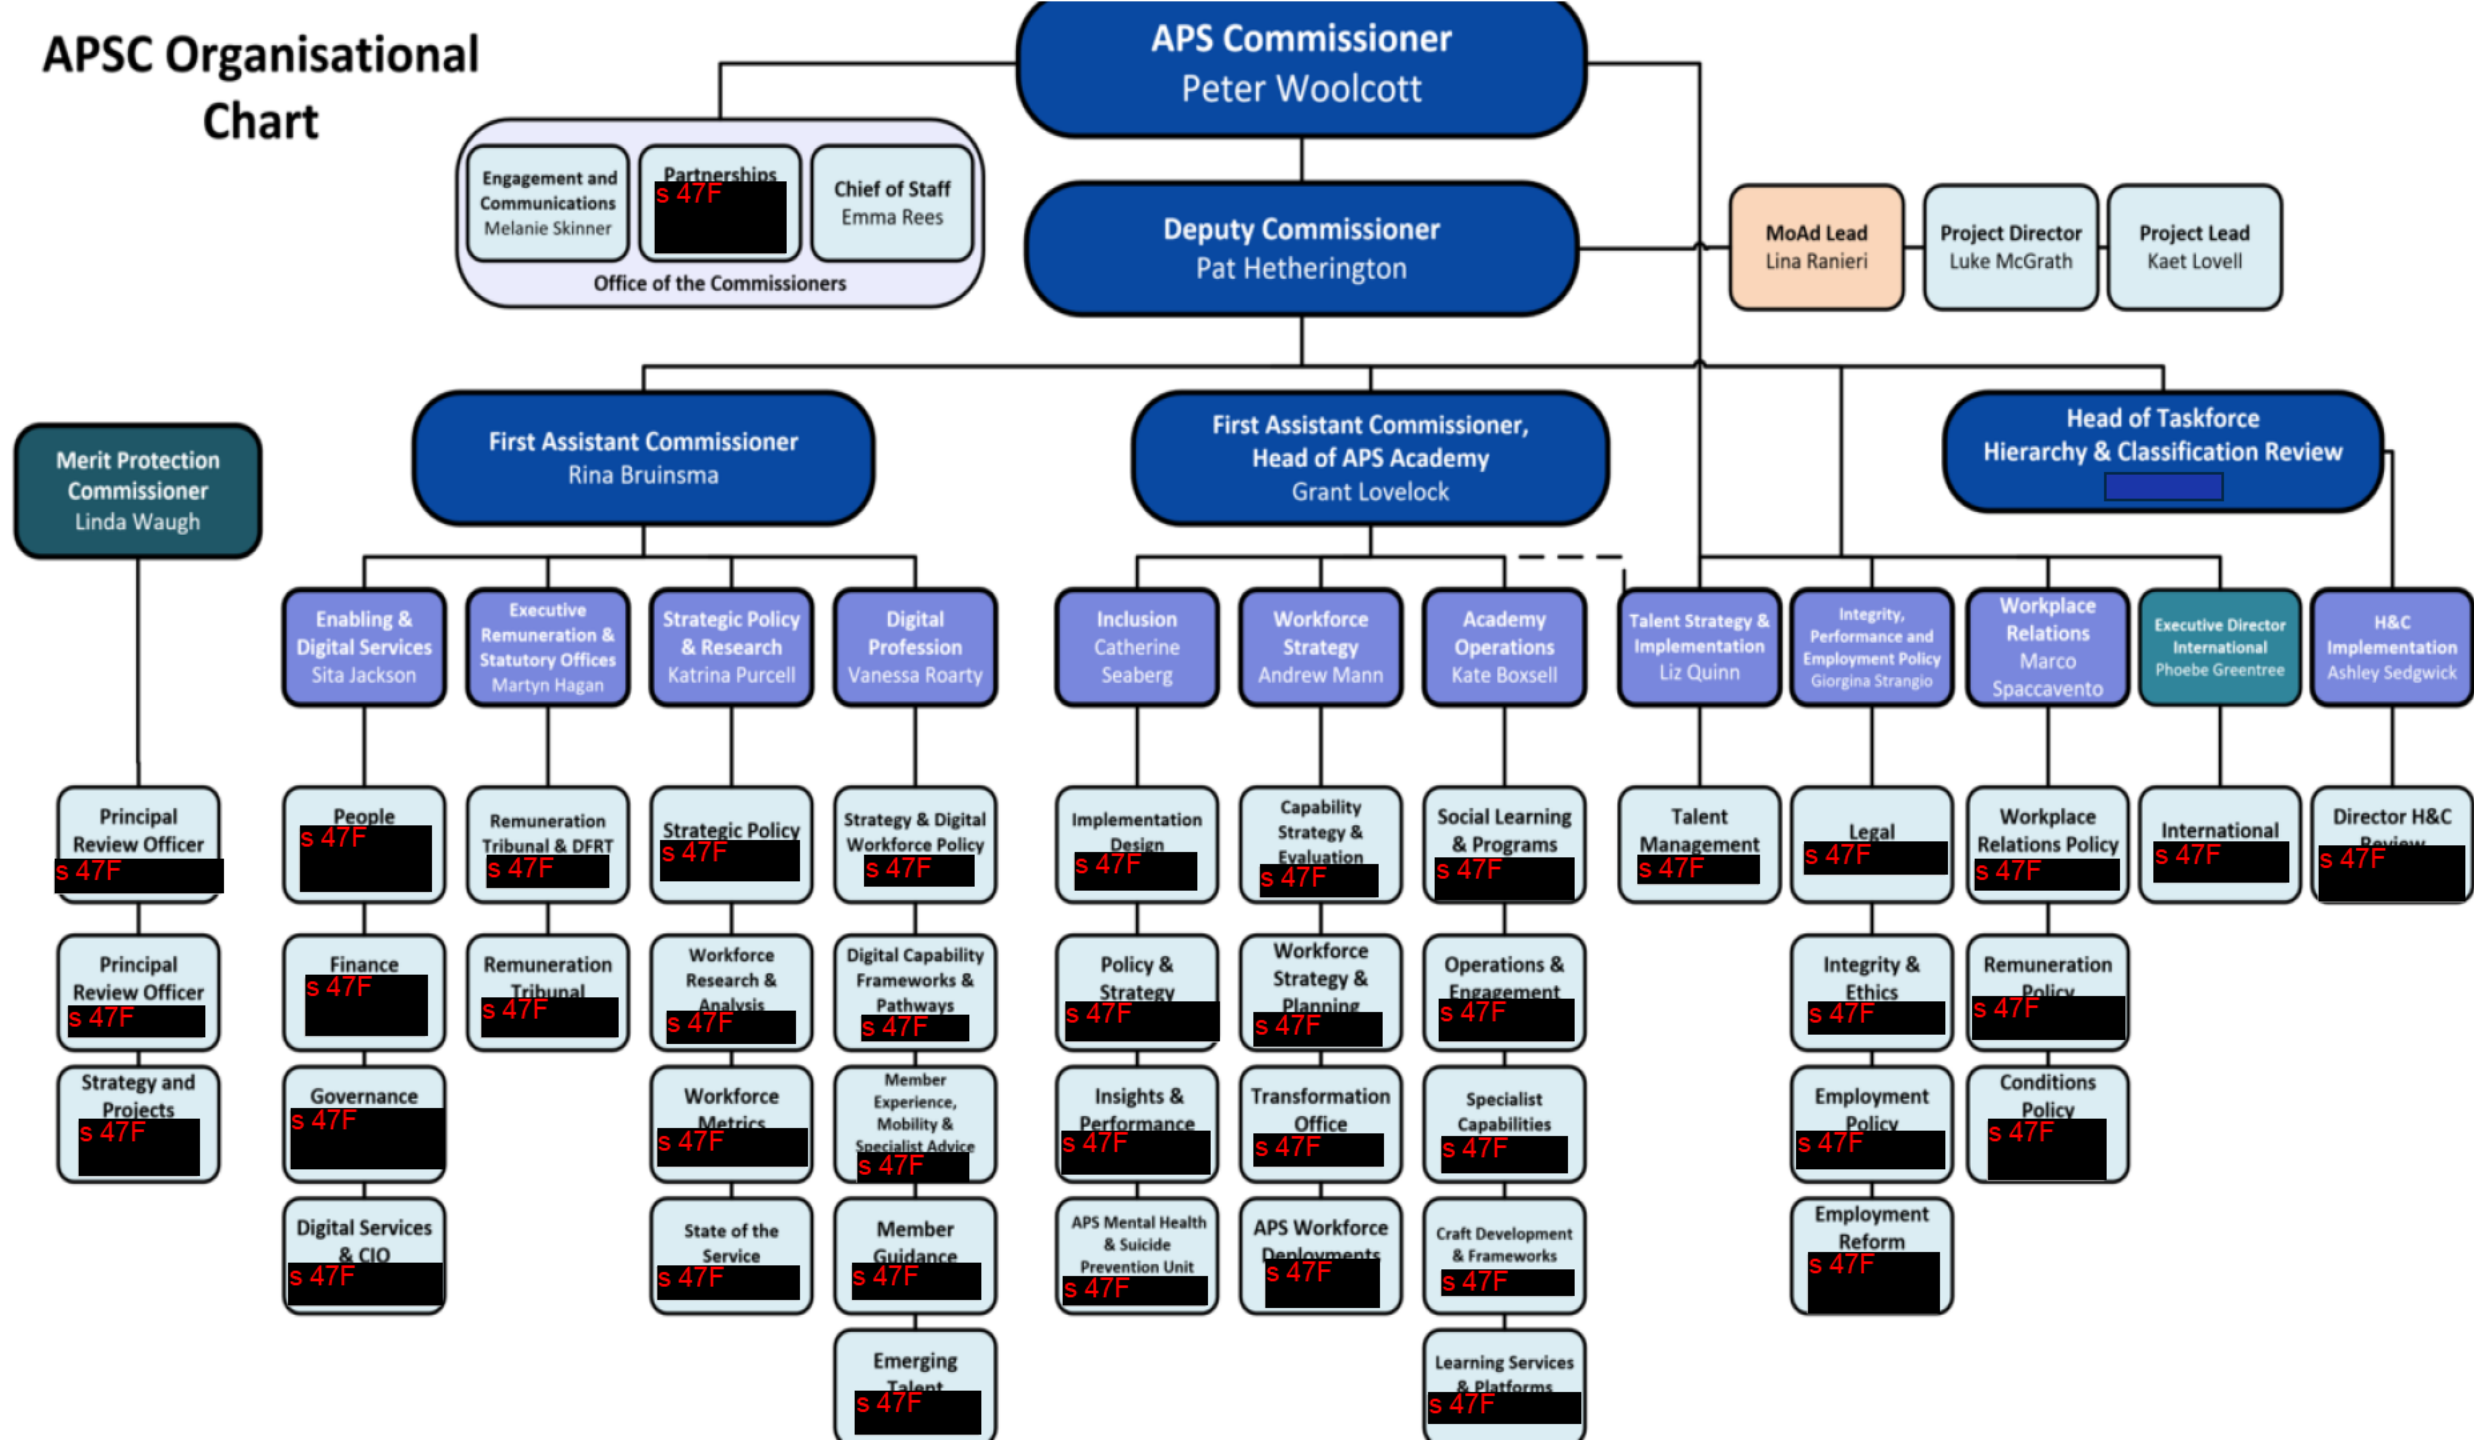 APSC Organisational
Chart
APS Commissioner
Peter Woolcott
Engagement and
Communications
Melanie Skinner
Partnerships
s 47F
Chief of Staff
Emma Rees
Office of the Commissioners
Deputy Commissioner
Pat Hetherington
MoAd Lead
Lina Ranieri
Project Director
Luke McGrath
Project Lead
Kaet Lovell
Merit Protection
Commissioner
Linda Waugh
First Assistant Commissioner
Rina Bruinsma
First Assistant Commissioner,
Head of APS Academy
Grant Lovelock
Head of Taskforce
Hierarchy & Classification Review
Enabling &
Digital Services
Sita Jackson
Executive
Remuneration &
Statutory Offices
Martyn Hagan
Strategic Policy
& Research
Katrina Purcell
Digital
Profession
Vanessa Roarty
Inclusion
Catherine
Seaberg
Workforce
Strategy
Andrew Mann
Academy
Operations
Kate Boxsell
Talent Strategy &
Implementation
Liz Quinn
Integrity,
Performance and
Employment Policy
Giorgina Strangio
Workplace
Relations
Marco
Spaccavento
Executive Director
International
Phoebe Greentree
H&C
Implementation
Ashley Sedgwick
Principal
Review Officer
s 47F
People
s 47F
Remuneration
Tribunal & DFRT
s 47F
Strategic Policy
s 47F
Strategy & Digital
Workforce Policy
s 47F
Implementation
Design
s 47F
Capability
Strategy &
Evaluation
s 47F
Social Learning
& Programs
s 47F
Talent
Management
s 47F
Legal
s 47F
Workplace
Relations Policy
s 47F
International
s 47F
Director H&C
Review
s 47F
Principal
Review Officer
s 47F
Finance
s 47F
Remuneration
Tribunal
s 47F
Workforce
Research &
Analysis
s 47F
Digital Capability
Frameworks &
Pathways
s 47F
Policy &
Strategy
s 47F
Workforce
Strategy &
Planning
s 47F
Operations &
Engagement
s 47F
Integrity &
Ethics
s 47F
Remuneration
Policy
s 47F
Strategy and
Projects
s 47F
Governance
s 47F
Workforce
Metrics
s 47F
Member
Experience,
Mobility &
Specialist Advice
s 47F
Insights &
Performance
s 47F
Transformation
Office
s 47F
Specialist
Capabilities
s 47F
Employment
Policy
s 47F
Conditions
Policy
s 47F
Digital Services
& CIO
s 47F
State of the
Service
s 47F
Member
Guidance
s 47F
APS Mental Health
& Suicide
Prevention Unit
s 47F
APS Workforce
Deployments
s 47F
Craft Development
& Frameworks
s 47F
Employment
Reform
s 47F
Emerging
Talent
s 47F
Learning Services
& Platforms
s 47F